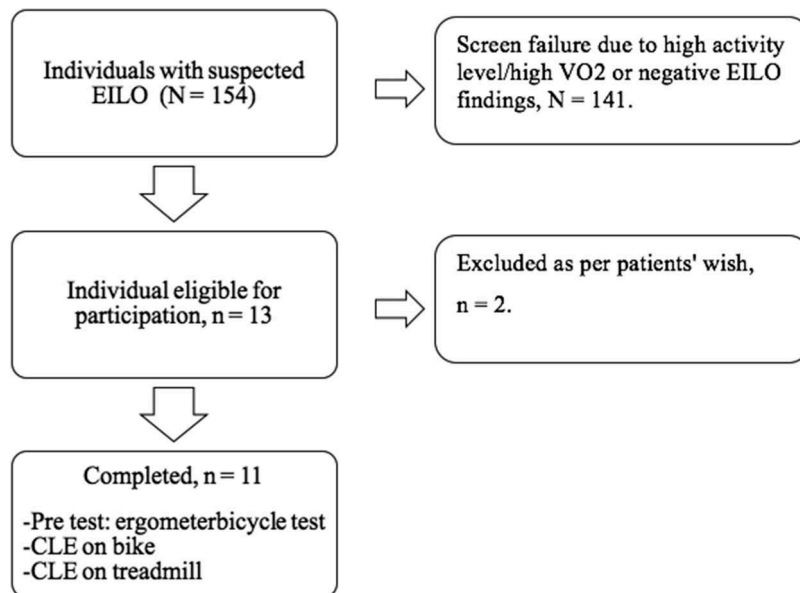 Individuals with suspected
EILO (N = 154)
Screen failure due to high activity
level/high VO2 or negative EILO
findings, N = 141.
Individual eligible for
participation, n = 13
Excluded as per patients' wish,
n = 2.
Completed, n = 11
-Pre test: ergometerbicycle test
-CLE on bike
-CLE on treadmill